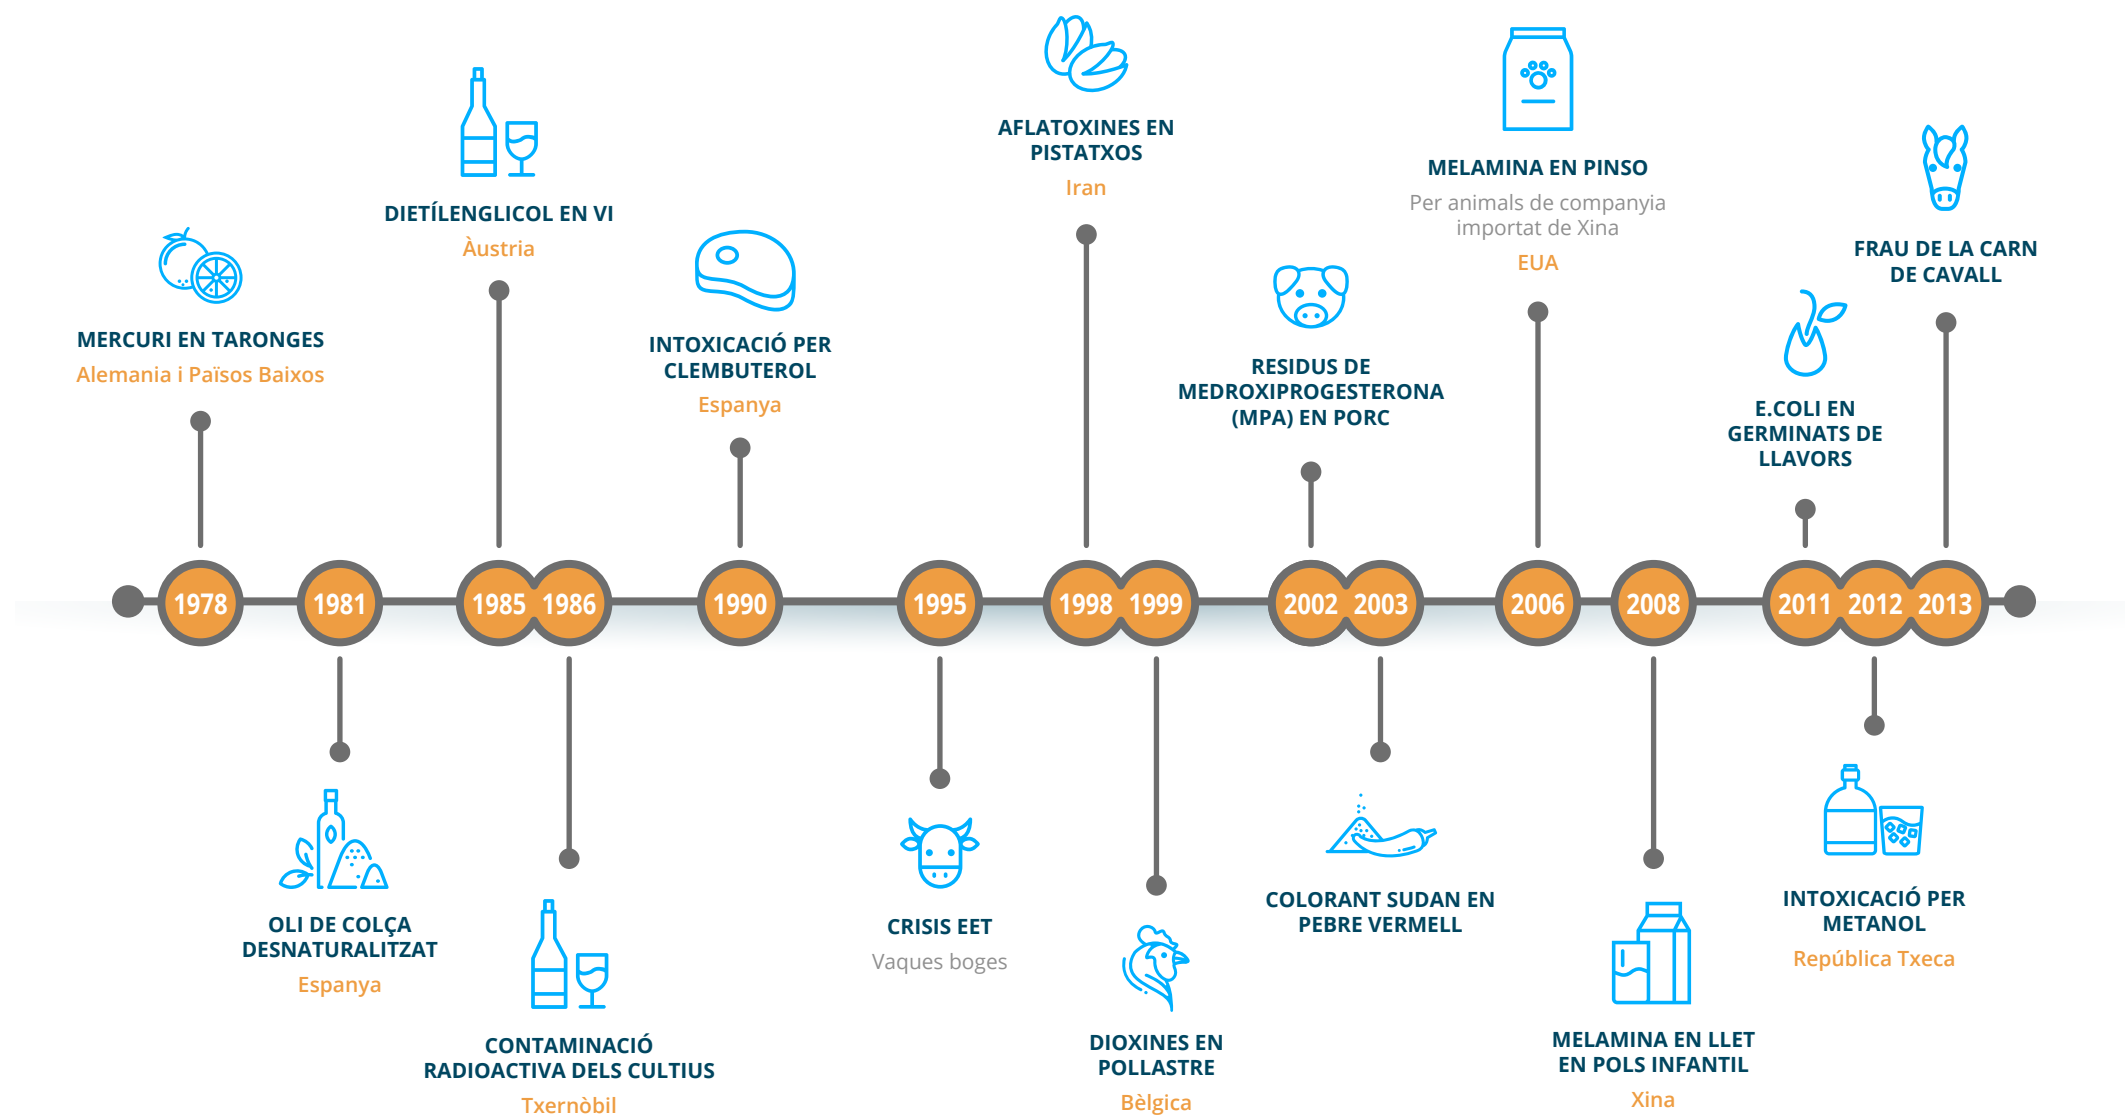 MERCURI EN TARONGES
Alemania i Països Baixos
DIETÍLENGLICOL EN VI
Àustria
INTOXICACIÓ PER
CLEMBUTEROL
Espanya
AFLATOXINES EN
PISTATXOS
Iran
RESIDUS DE
MEDROXIPROGESTERONA
(MPA) EN PORC
MELAMINA EN PINSO
Per animals de companyia
importat de Xina
EUA
E.COLI EN
GERMINATS DE
LLAVORS
FRAU DE LA CARN
DE CAVALL
1978
1981
1985
1986
1990
1995
1998
1999
2002
2003
2006
2008
2011
2012
2013
OLI DE COLÇA
DESNATURALITZAT
Espanya
CONTAMINACIÓ
RADIOACTIVA DELS CULTIUS
Txernòbil
CRISIS EET
Vaques boges
DIOXINES EN
POLLASTRE
Bèlgica
COLORANT SUDAN EN
PEBRE VERMELL
MELAMINA EN LLET
EN POLS INFANTIL
Xina
INTOXICACIÓ PER
METANOL
República Txeca